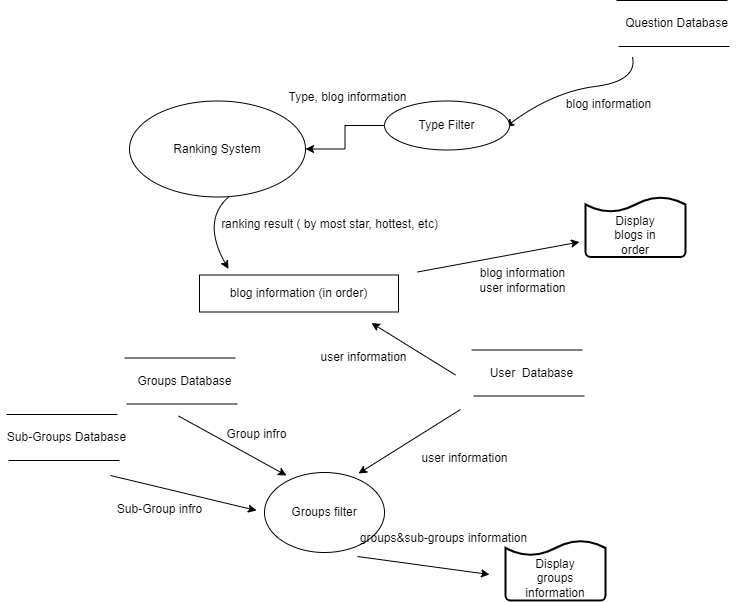 Question Database
Type, blog information
blog information
Type Filter
Ranking System
ranking result ( by most star, hottest, etc)
Display
blogs in
order
blog information
user information
blog information (in order)
user information
User Database
Groups Database
Sub-Groups Database
Group infro
user information
Sub-Group infro
Groups filter
groups&sub-groups information
Display
groups
information